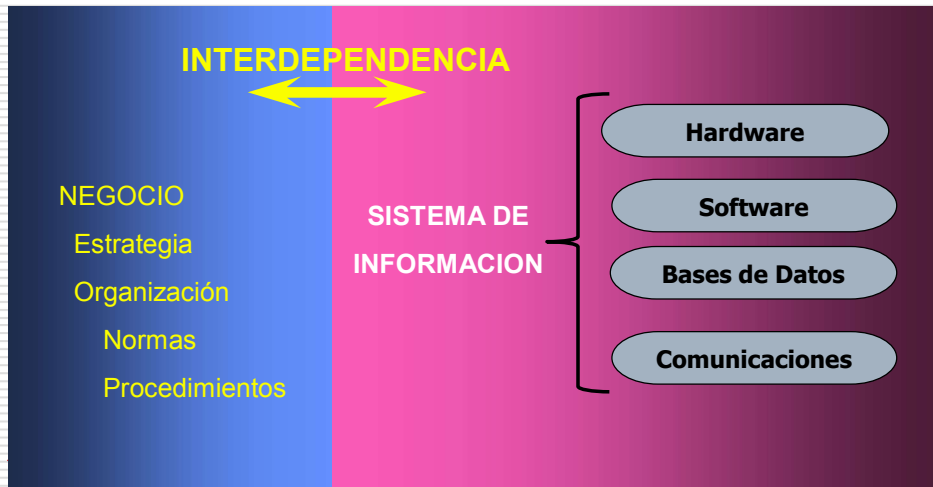 INTERDEPENDENCIA
NEGOCIO
Estrategia
Organización
Normas
Procedimientos
SISTEMA DE
INFORMACION
Hardware
Software
Bases de Datos
Comunicaciones